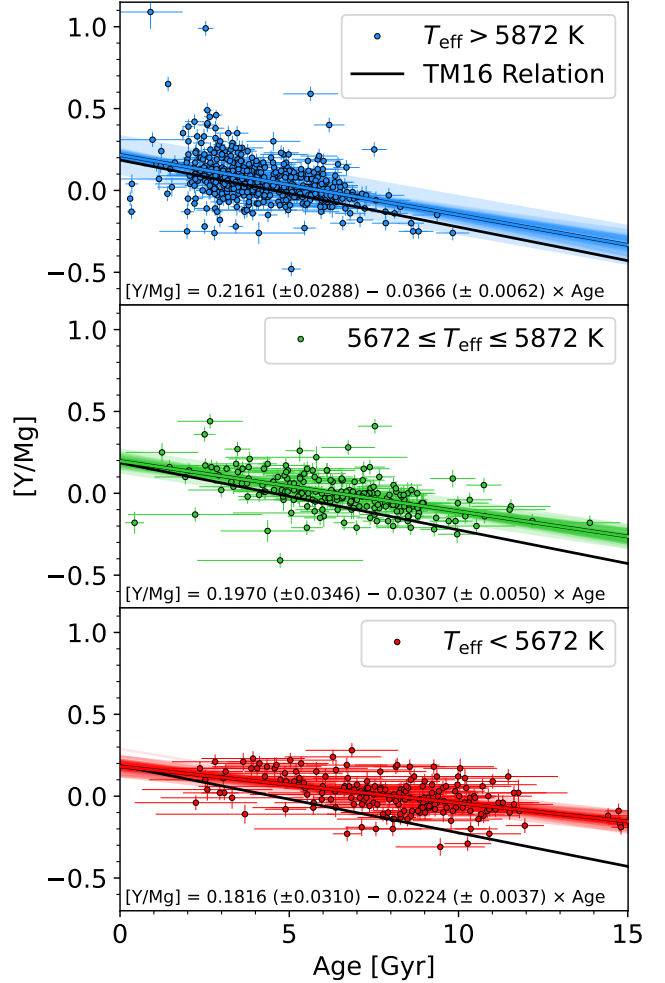 1.0
0.5
0.0
−0.5
T_eff > 5872 K
TM16 Relation
[Y/Mg] = 0.2161 (±0.0288) − 0.0366 (± 0.0062) × Age
[Y/Mg]
1.0
0.5
0.0
−0.5
5672 ≤ T_eff ≤ 5872 K
[Y/Mg] = 0.1970 (±0.0346) − 0.0307 (± 0.0050) × Age
1.0
0.5
0.0
−0.5
T_eff < 5672 K
[Y/Mg] = 0.1816 (±0.0310) − 0.0224 (± 0.0037) × Age
0 5 10 15
Age [Gyr]